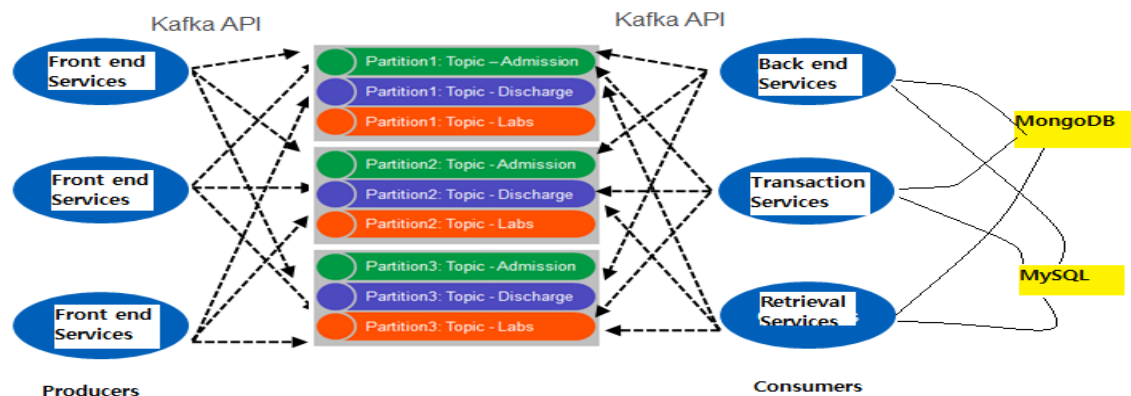 Kafka API
Kafka API
Front end
Services
Front end
Services
Front end
Services
Producers
Partition1: Topic – Admission
Partition1: Topic - Discharge
Partition1: Topic - Labs
Partition2: Topic - Admission
Partition2: Topic - Discharge
Partition2: Topic - Labs
Partition3: Topic - Admission
Partition3: Topic - Discharge
Partition3: Topic - Labs
Back end
Services
Transaction
Services
Retrieval
Services
Consumers
MongoDB
MySQL